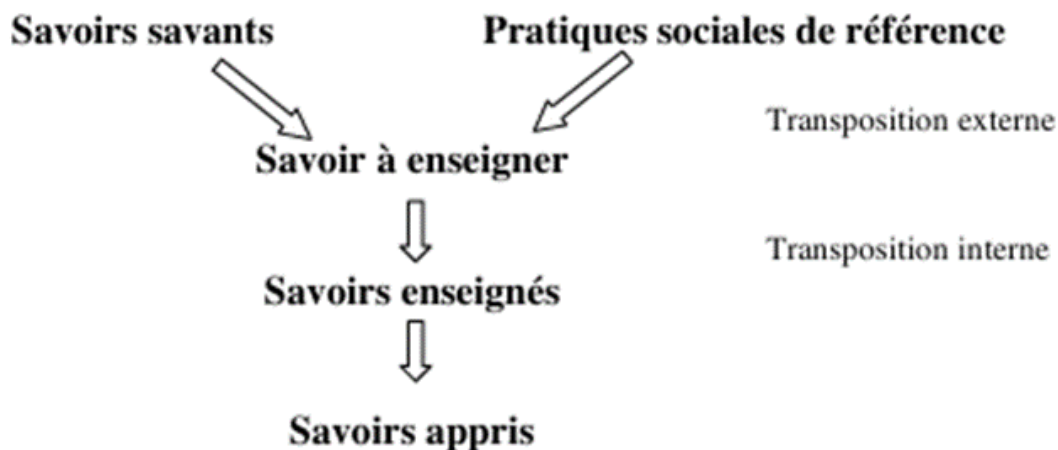 Savoirs savants
Pratiques sociales de référence
Transposition externe
Savoir à enseigner
Transposition interne
Savoirs enseignés
Savoirs appris